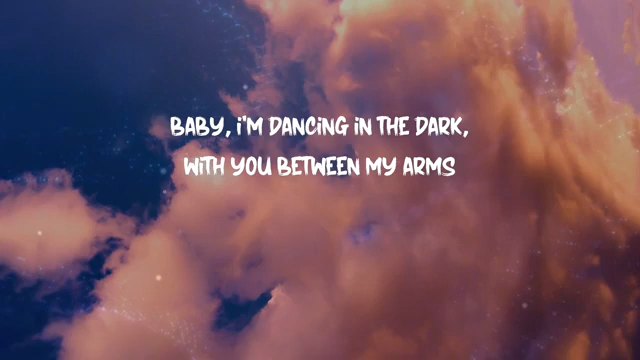 BABY, i'M DANCiNG iN THE DARK,
WiTH YOU BETWEEN MY ARMS